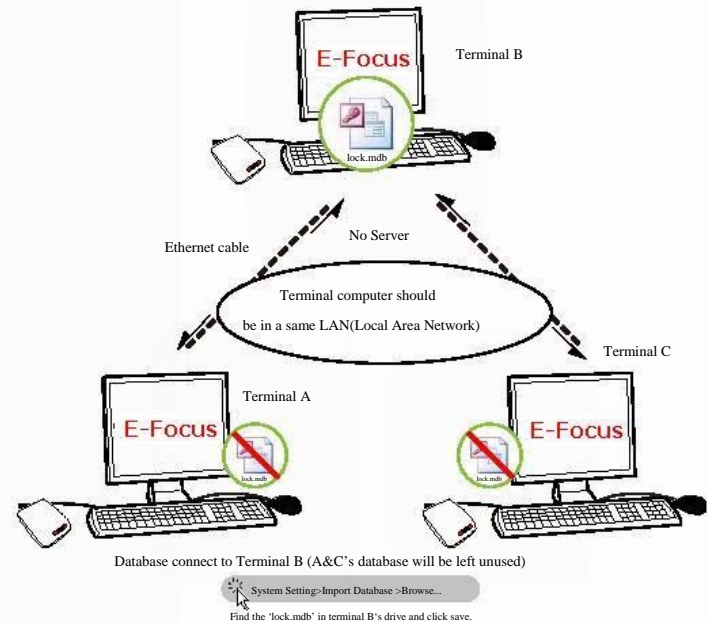 E-Focus
Terminal B
lock.mdb
Ethernet cable
No Server
Terminal computer should
be in a same LAN(Local Area Network)
Terminal C
Terminal A
E-Focus
lock.mdb
E-Focus
lock.mdb
Database connect to Terminal B (A&C’s database will be left unused)
System Setting>Import Database >Browse...
Find the ‘lock.mdb’ in terminal B’s drive and click save.